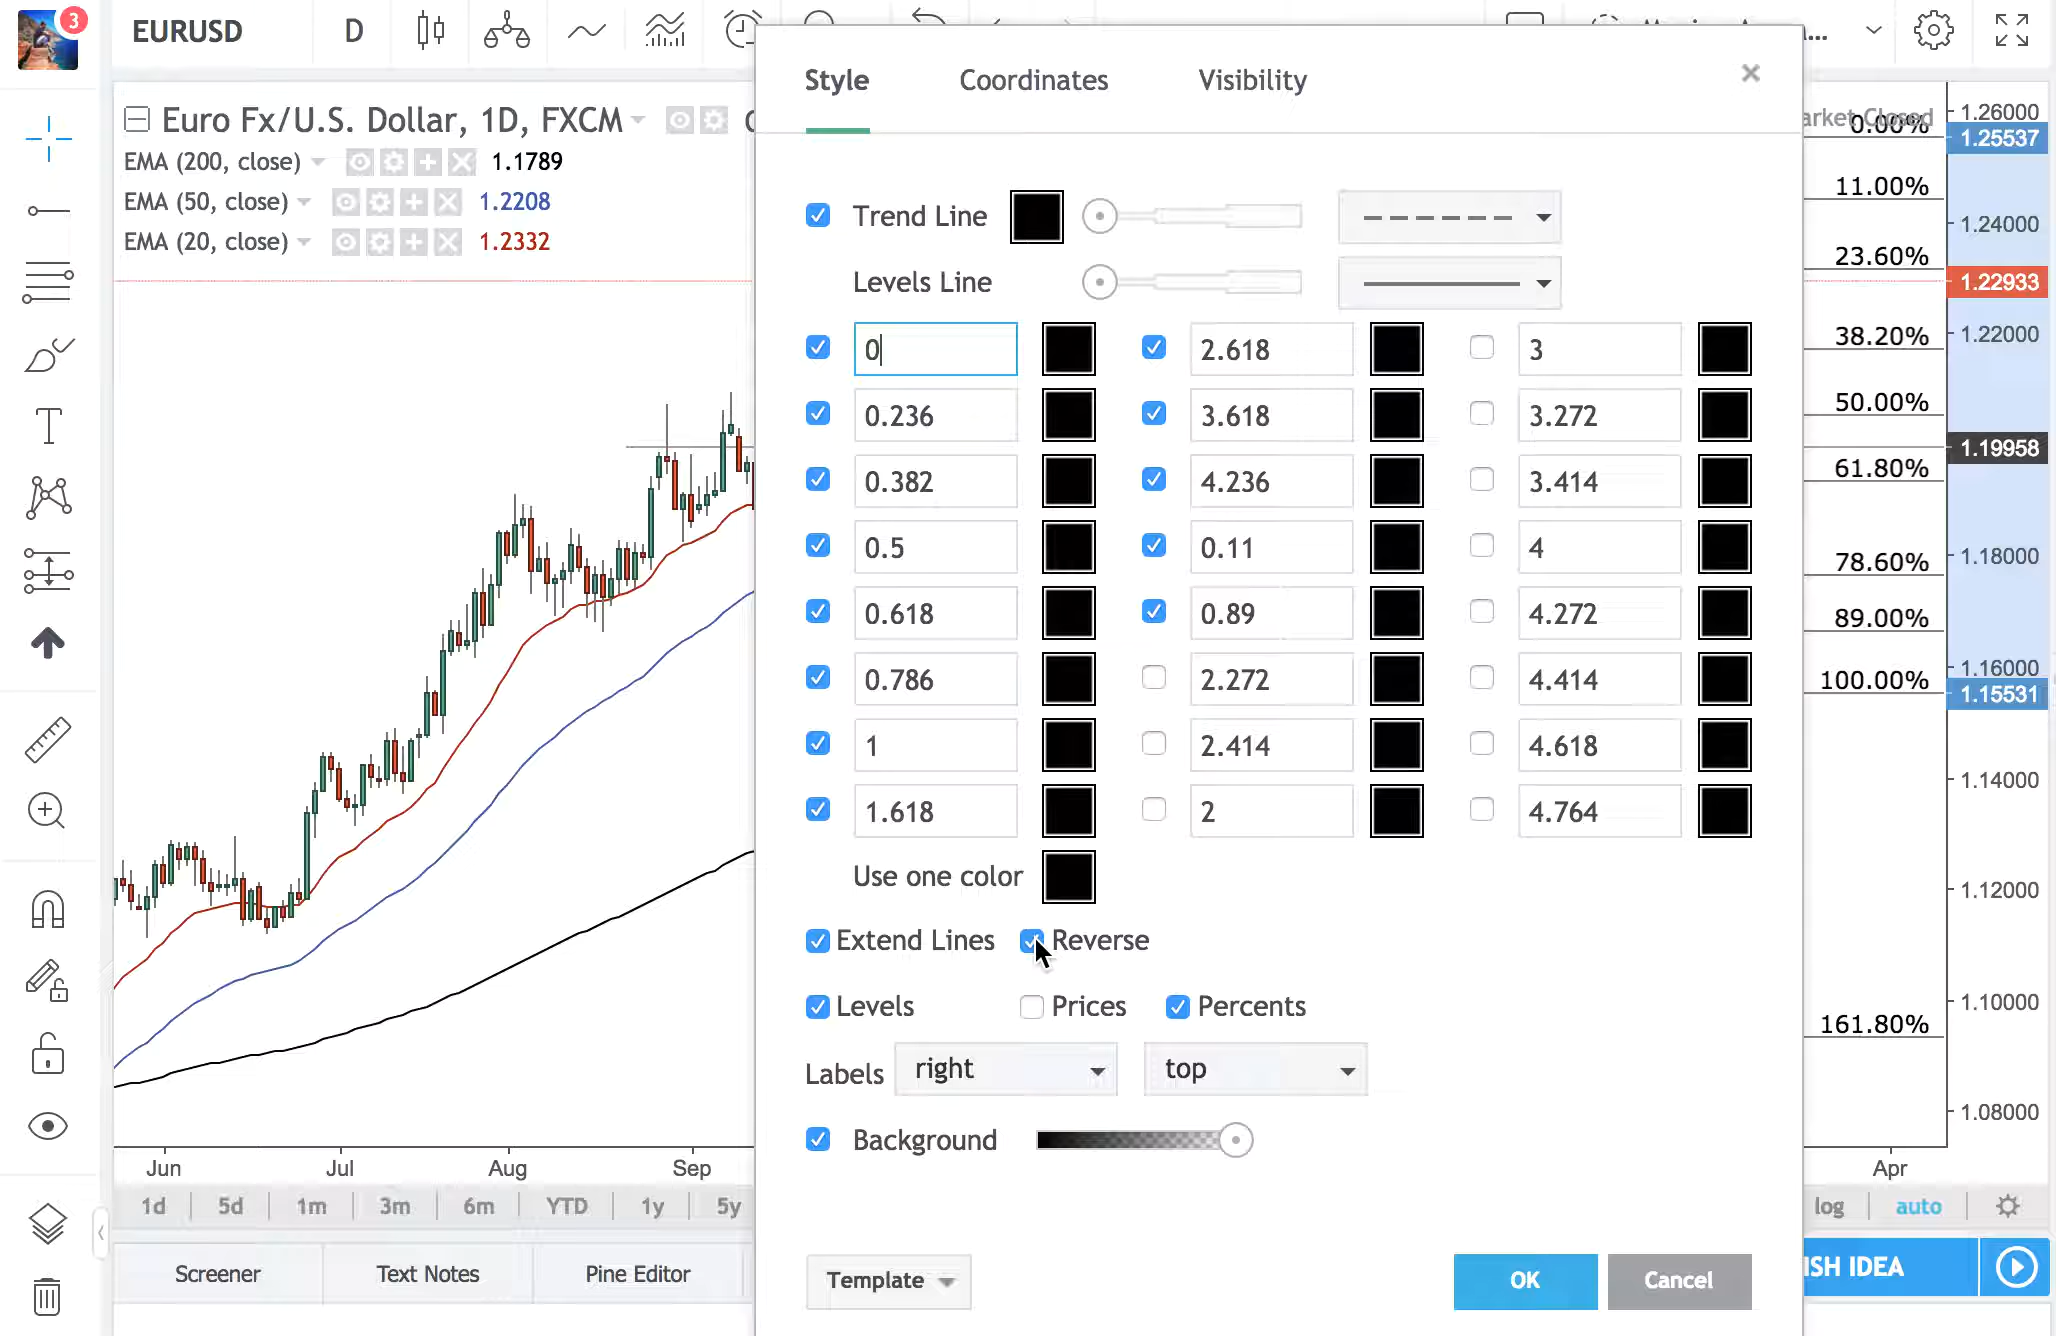 3
EURUSD
D
Style
Coordinates
Visibility
×
Euro Fx/U.S. Dollar, 1D, FXCM
EMA (200, close)
1.1789
EMA (50, close)
1.2208
EMA (20, close)
1.2332
Trend Line
Levels Line
0
2.618
3
0.236
3.618
3.272
0.382
4.236
3.414
0.5
0.11
4
0.618
0.89
4.272
0.786
2.272
4.414
1
2.414
4.618
1.618
2
4.764
Use one color
Extend Lines
Reverse
Levels
Prices
Percents
Labels
right
top
Background
Template
OK
Cancel
arket Closed
0.00%
11.00%
23.60%
38.20%
50.00%
61.80%
78.60%
89.00%
100.00%
161.80%
1.26000
1.25537
1.24000
1.22933
1.22000
1.19958
1.18000
1.16000
1.15531
1.14000
1.12000
1.10000
1.08000
Jun
Jul
Aug
Sep
Apr
1d
5d
1m
3m
6m
YTD
1y
5y
log
auto
Screener
Text Notes
Pine Editor
ISH IDEA